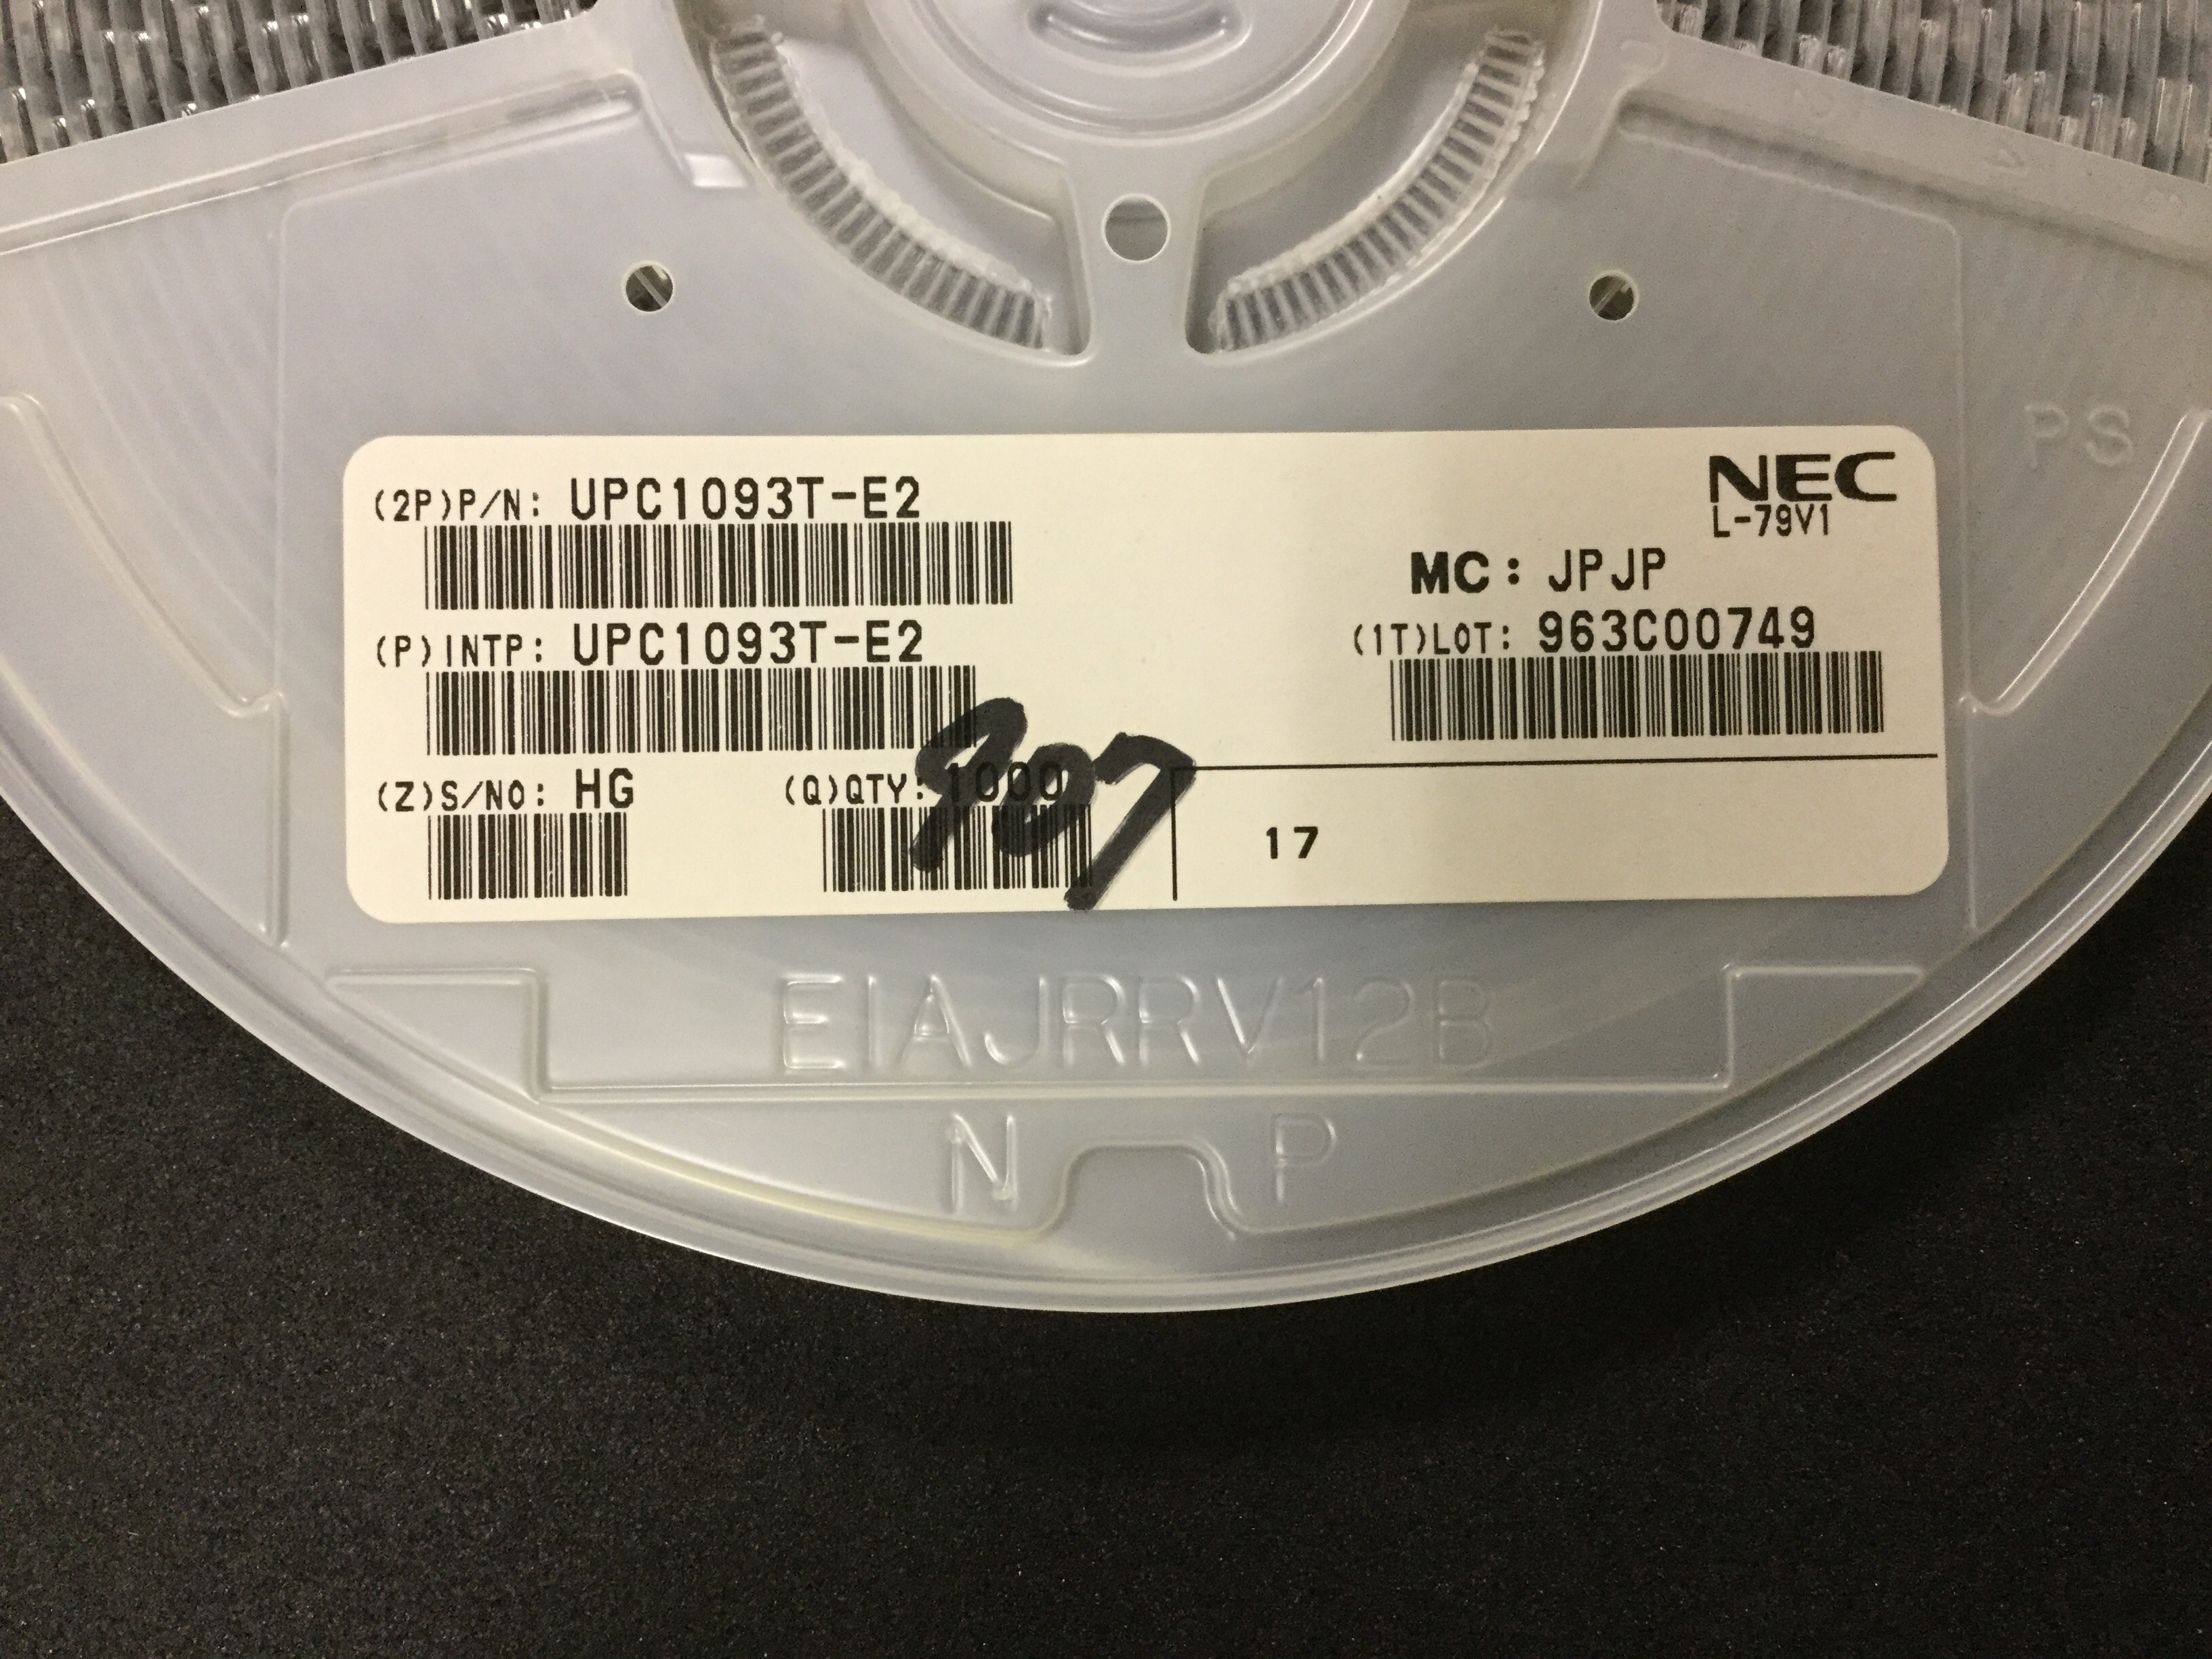 PS
NEC
(2P)P/N: UPC1093T-E2
L-79V1
MC: JPJP
(P)INTP: UPC1093T-E2
(1T)LOT: 963C00749
(Z)S/NO: HG
(Q)QTY: 1000
907
17
EIAJRRV12B
N P